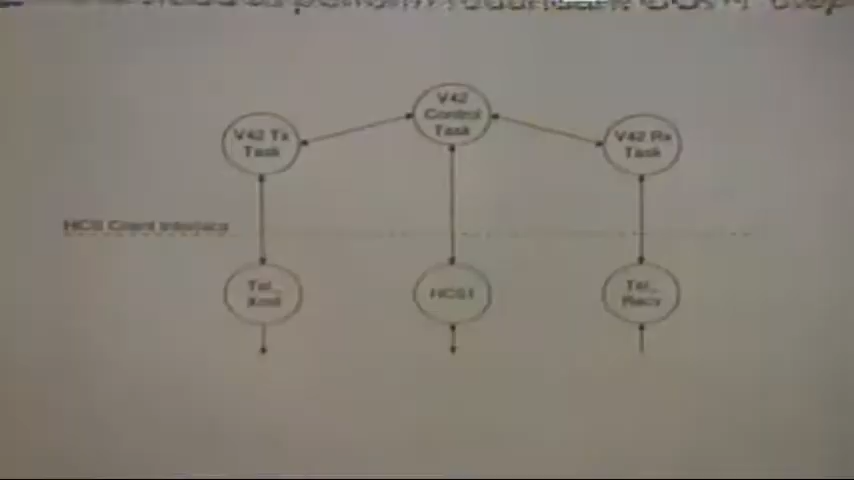 V42
Control
Task
V42 Tx
Task
V42 Rx
Task
HCS Client Interface
Tel_
Xmit
HCS1
Tel_
Recv